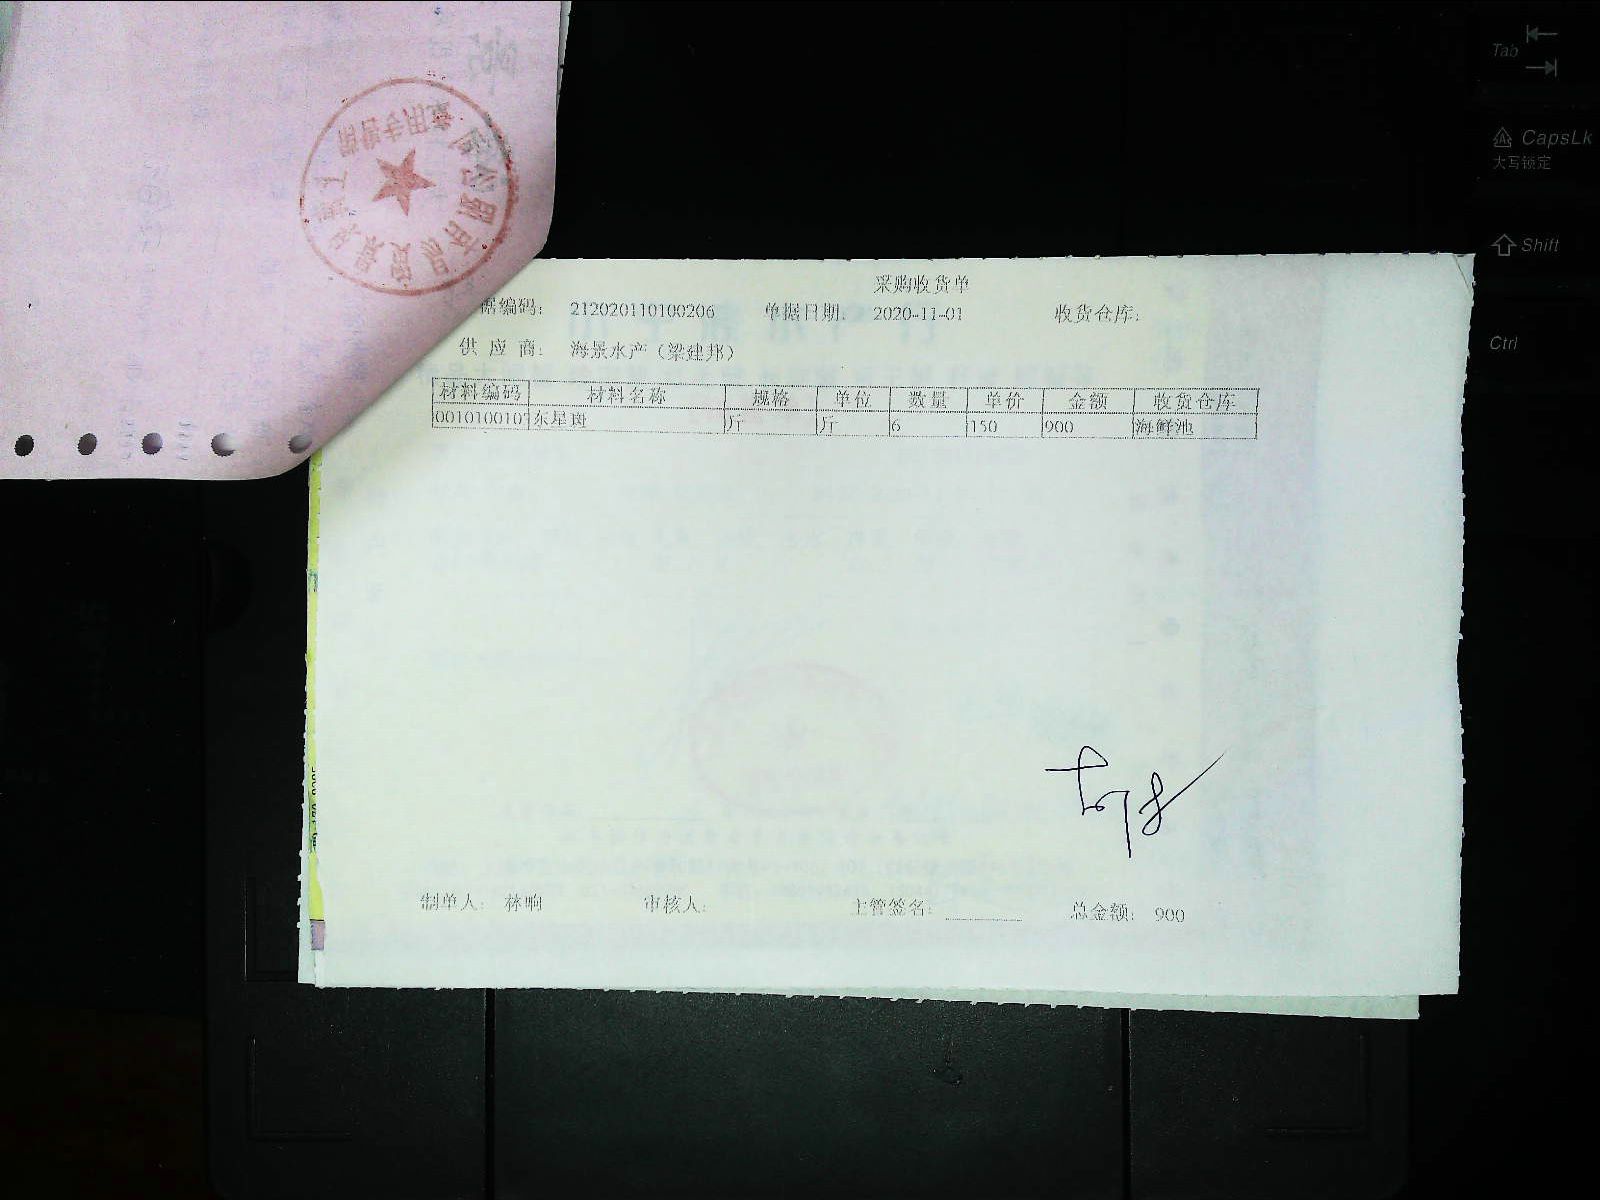 采购收货单
据编码: 212020110100206 单据日期: 2020-11-01 收货仓库:
供应商: 海景水产（梁建邦）
材料编码 材料名称 规格 单位 数量 单价 金额 收货仓库
0010100107 东星斑 斤 斤 6 150 900 海鲜池
制单人: 林晌 审核人: 主管签名: 总金额: 900
Tab
CapsLk
大写锁定
Shift
Ctrl